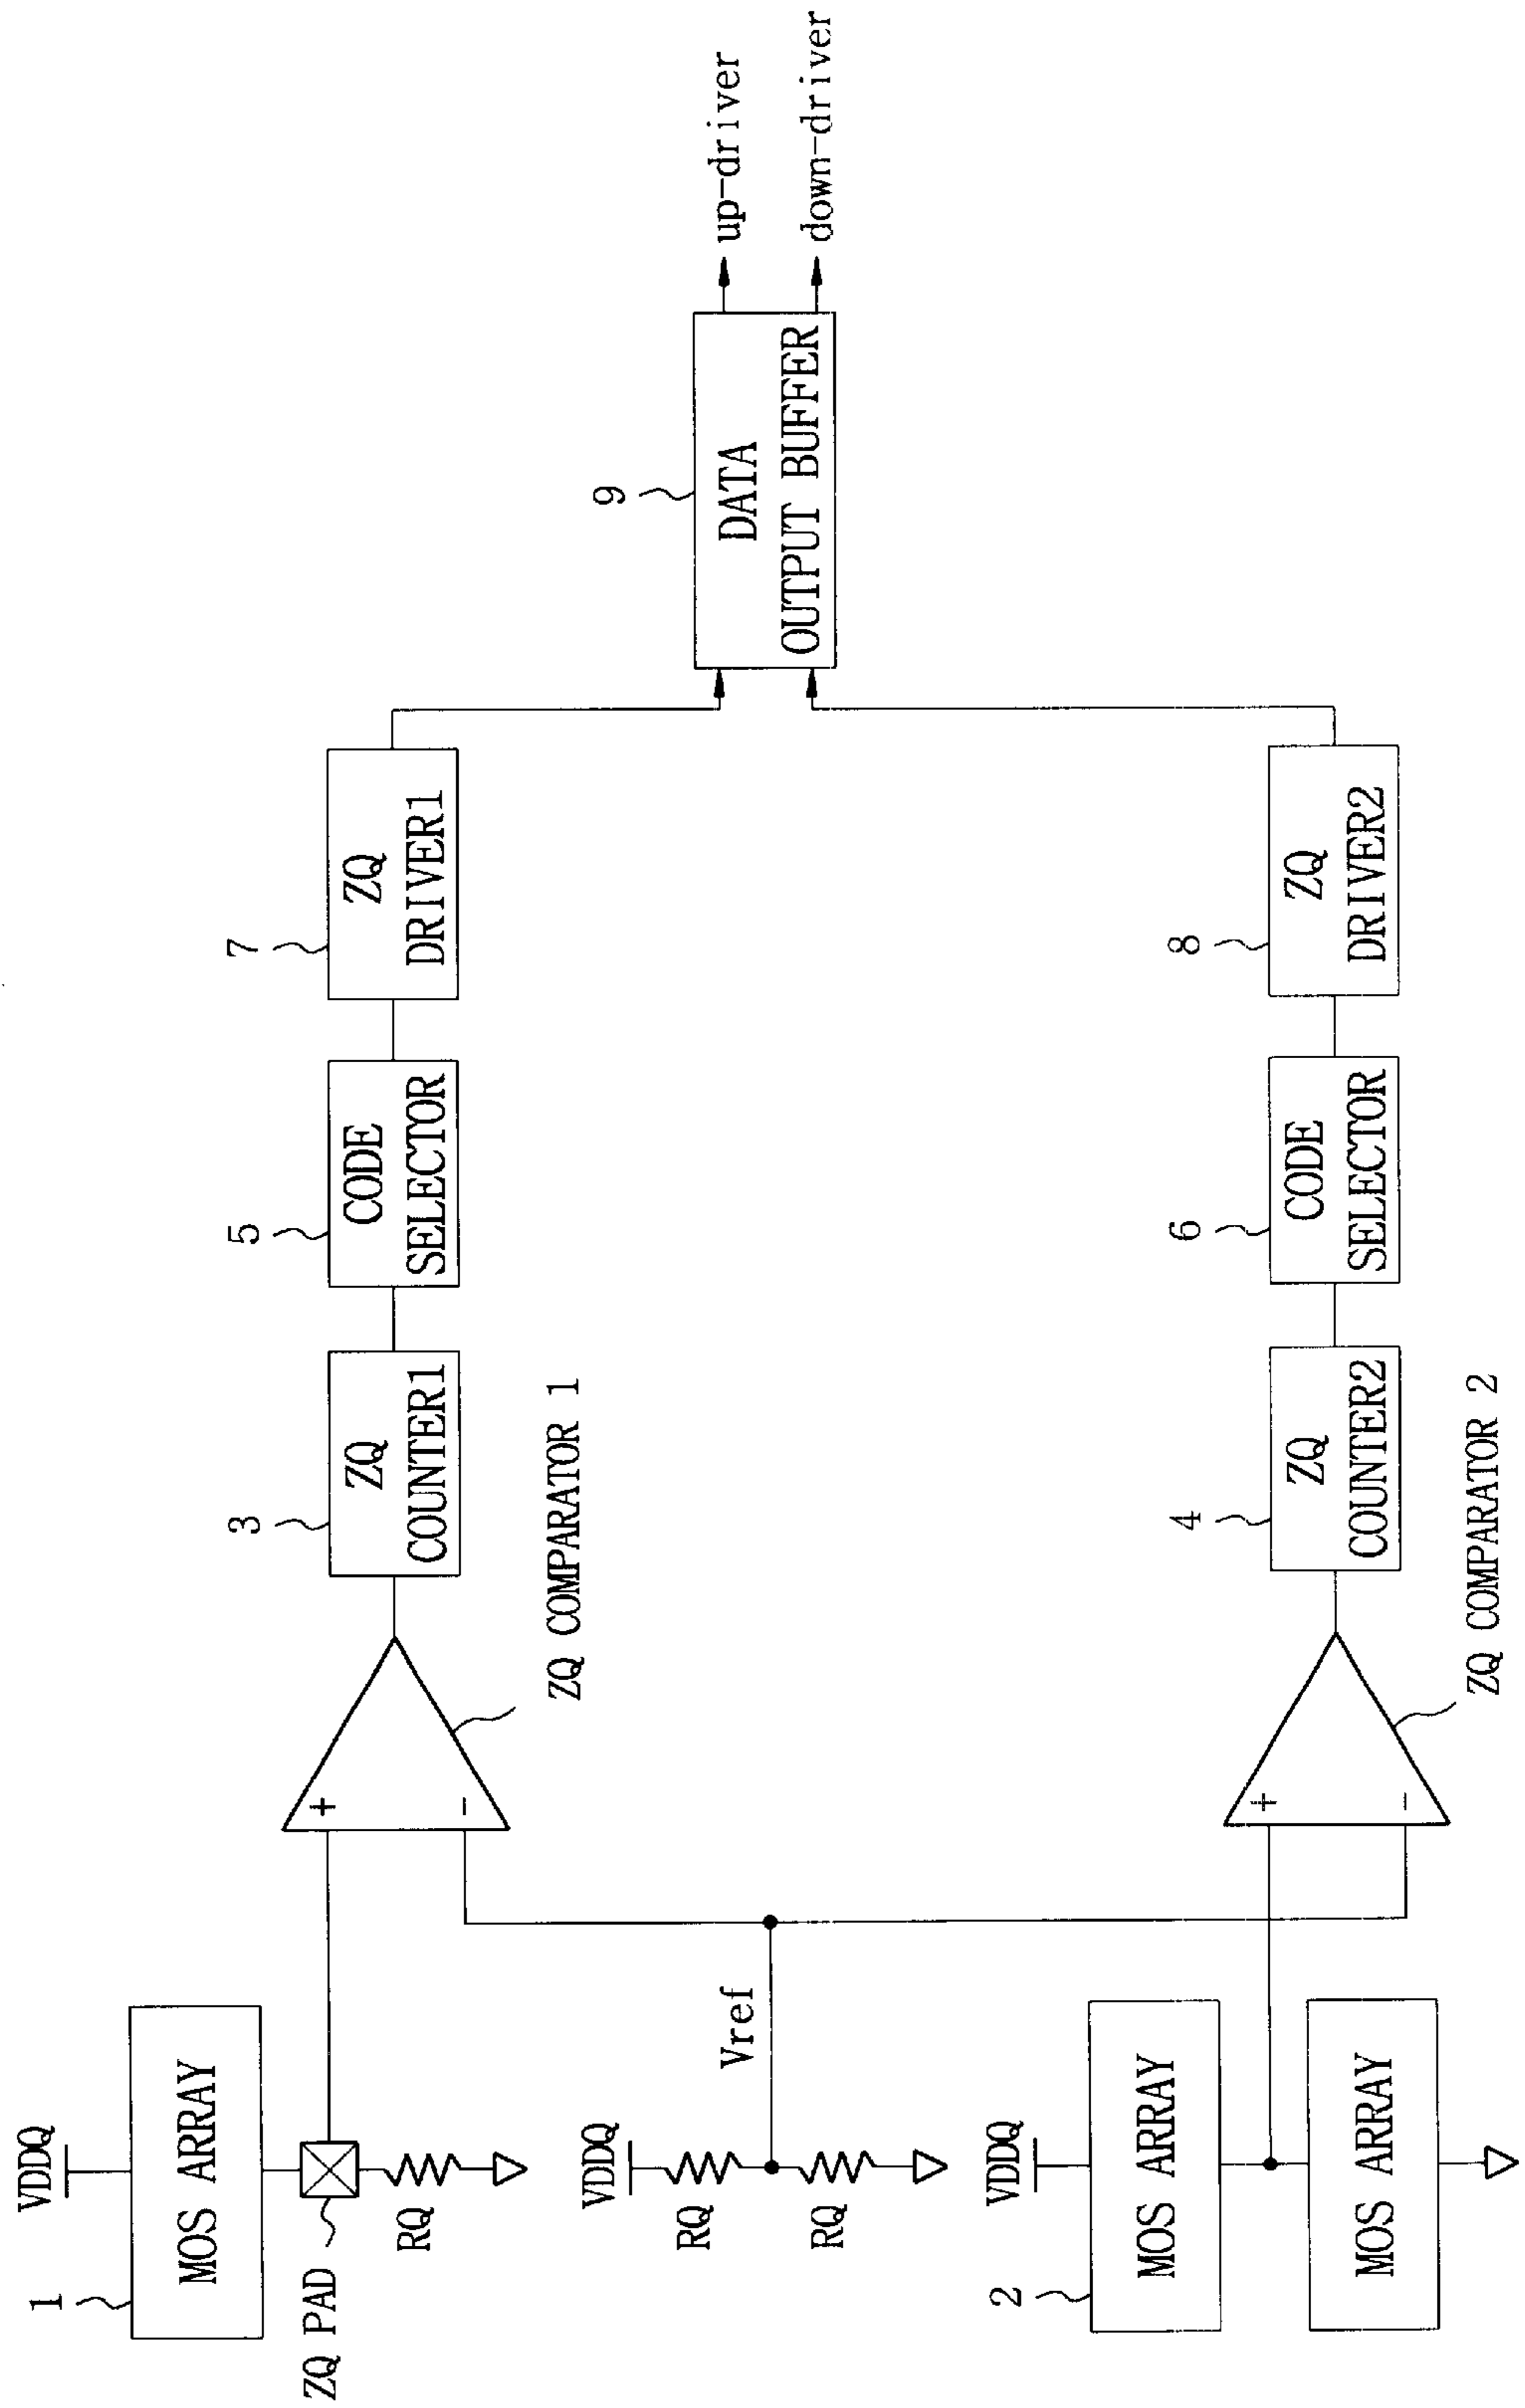 VDDQ
1
MOS ARRAY
ZQ PAD
RQ
ZQ COMPARATOR 1
+
-
3
ZQ
COUNTER1
5
CODE
SELECTOR
7
ZQ
DRIVER1
VDDQ
RQ
RQ
Vref
9
DATA
OUTPUT BUFFER
up-driver
down-driver
VDDQ
2
MOS ARRAY
MOS ARRAY
+
-
ZQ COMPARATOR 2
4
ZQ
COUNTER2
6
CODE
SELECTOR
8
ZQ
DRIVER2